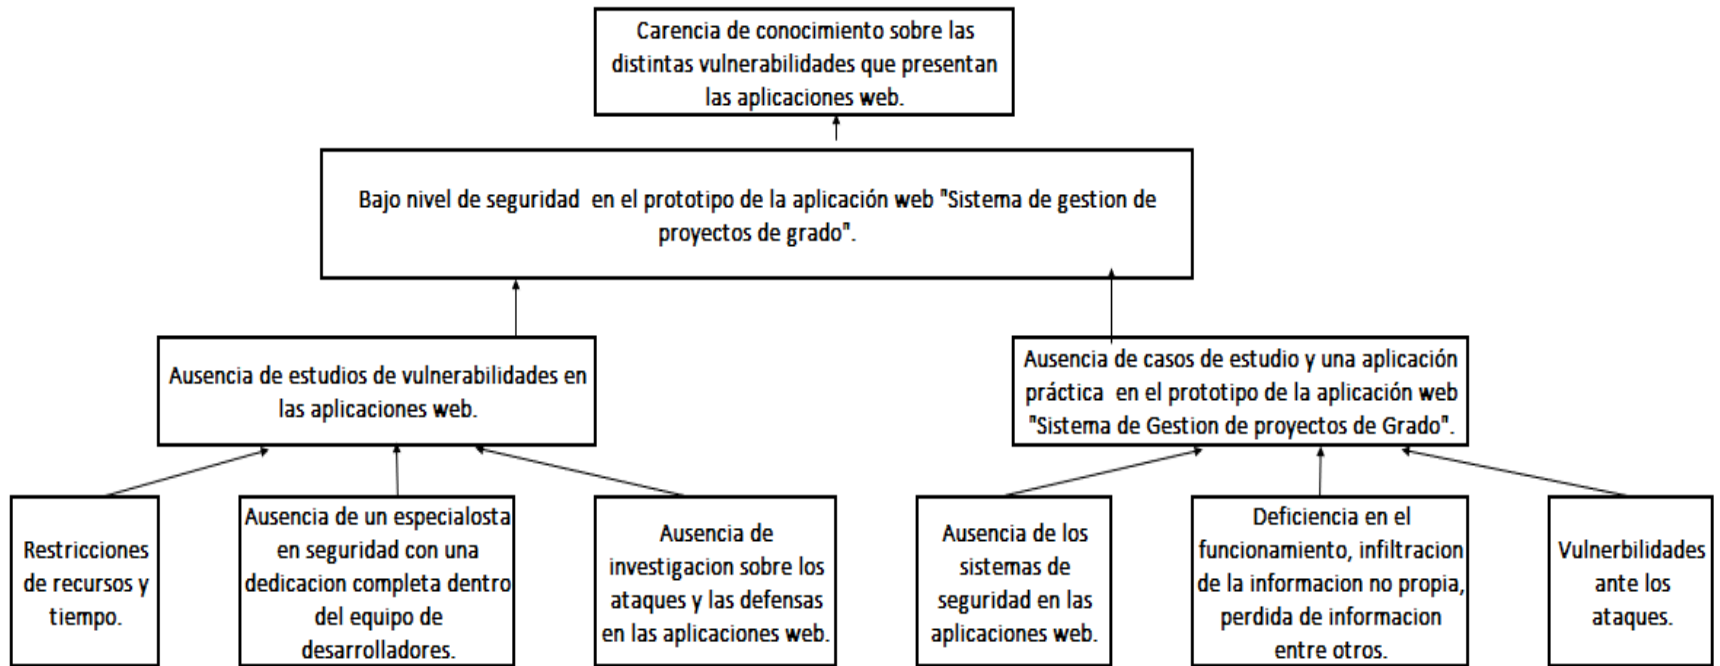 Carencia de conocimiento sobre las
distintas vulnerabilidades que presentan
las aplicaciones web.
Bajo nivel de seguridad en el prototipo de la aplicación web "Sistema de gestion de
proyectos de grado".
Ausencia de estudios de vulnerabilidades en
las aplicaciones web.
Ausencia de casos de estudio y una aplicación
práctica en el prototipo de la aplicación web
"Sistema de Gestion de proyectos de Grado".
Restricciones
de recursos y
tiempo.
Ausencia de un especialosta
en seguridad con una
dedicacion completa dentro
del equipo de
desarrolladores.
Ausencia de
investigacion sobre los
ataques y las defensas
en las aplicaciones web.
Ausencia de los
sistemas de
seguridad en las
aplicaciones web.
Deficiencia en el
funcionamiento, infiltracion
de la informacion no propia,
perdida de informacion
entre otros.
Vulnerbilidades
ante los
ataques.